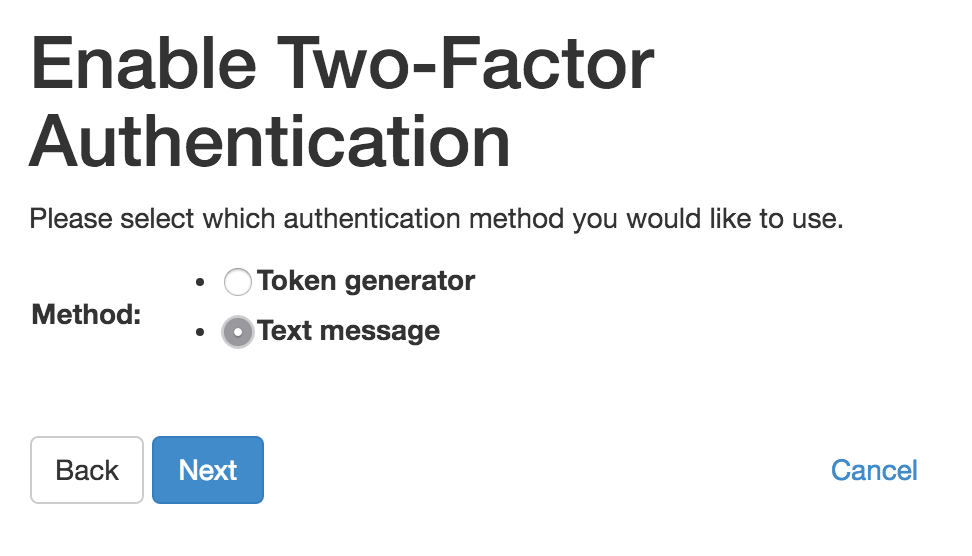 Enable Two-Factor
Authentication
Please select which authentication method you would like to use.
Method:
• Token generator
• Text message
Back Next Cancel